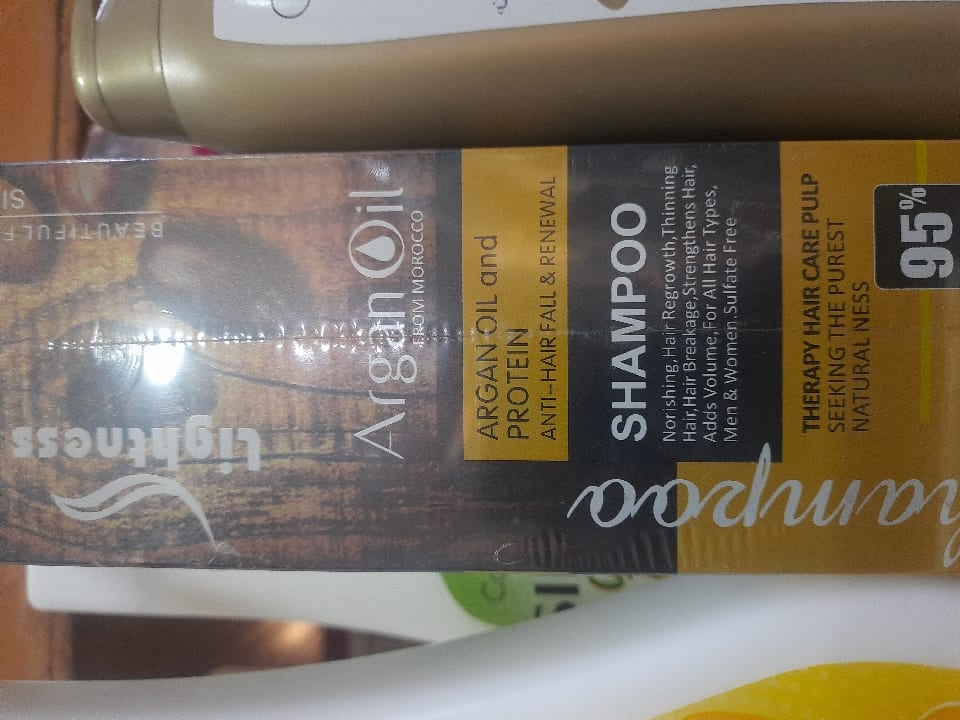 Lightness
BEAUTIFUL
Argan Oil
FROM MOROCCO
ARGAN OIL and
PROTEIN
ANTI-HAIR FALL & RENEWAL
SHAMPOO
Norishing,Hair Regrowth,Thinning
Hair,Hair Breakage,Strengthens Hair,
Adds Volume,For All Hair Types,
Men & Women.Sulfate Free
THERAPY HAIR CARE PULP
SEEKING THE PUREST
NATURAL NESS
95%